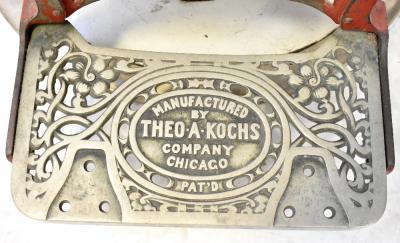 MANUFACTURED
BY
THEO·A·KOCHS
COMPANY
CHICAGO
PAT'D